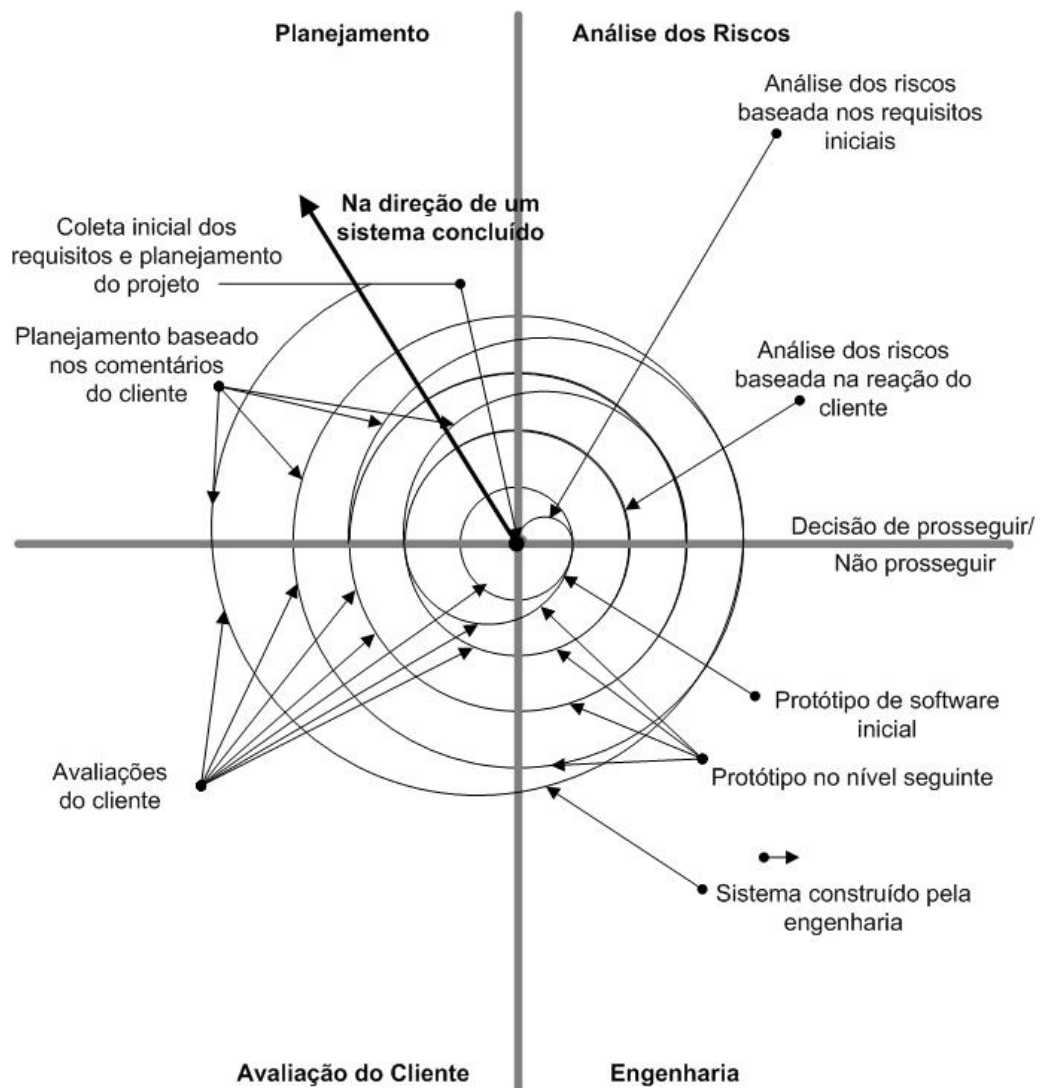 Planejamento
Análise dos Riscos
Análise dos riscos
baseada nos requisitos
iniciais
Na direção de um
sistema concluído
Coleta inicial dos
requisitos e planejamento
do projeto
Planejamento baseado
nos comentários
do cliente
Análise dos riscos
baseada na reação do
cliente
Decisão de prosseguir/
Não prosseguir
Protótipo de software
inicial
Avaliações
do cliente
Protótipo no nível seguinte
Sistema construído pela
engenharia
Avaliação do Cliente
Engenharia